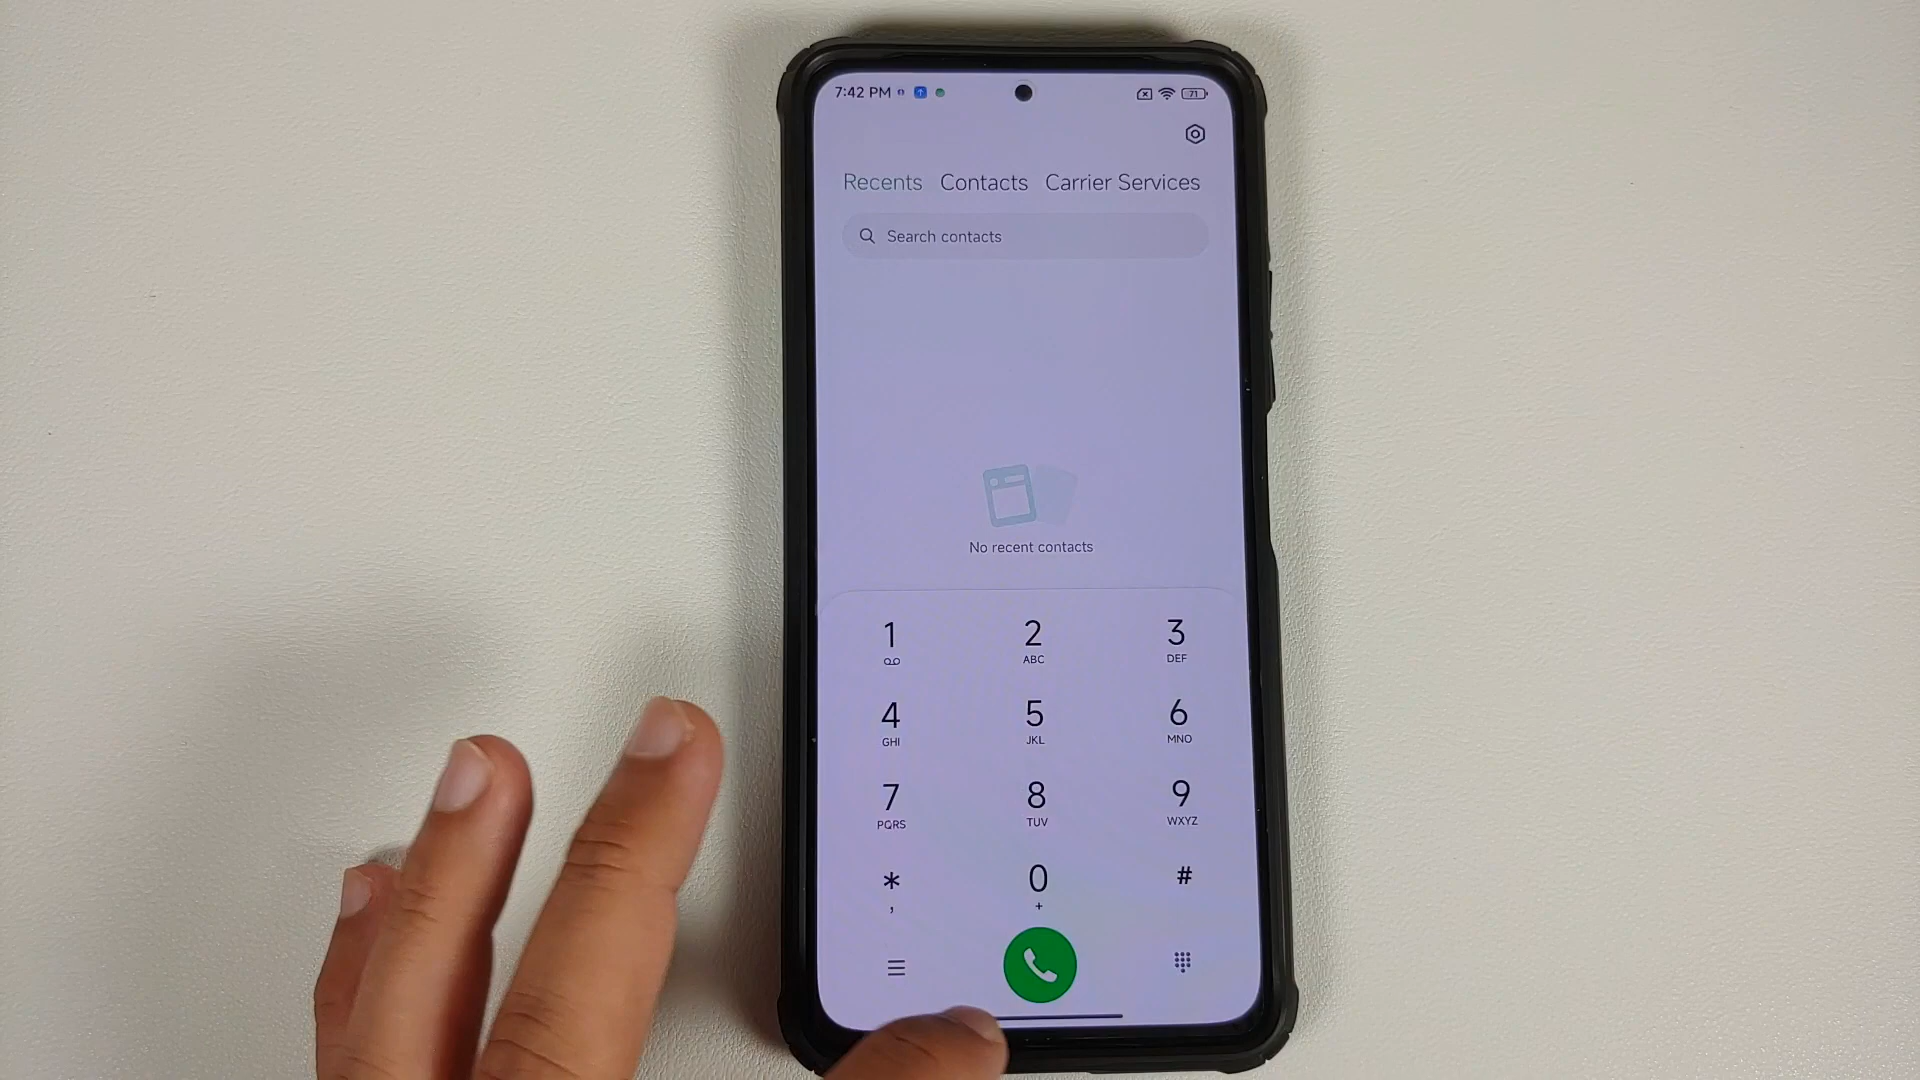 7:42 PM
71
Recents Contacts Carrier Services
Search contacts
No recent contacts
1 2 3
ABC DEF
4 5 6
GHI JKL MNO
7 8 9
PQRS TUV WXYZ
* 0 #
, +